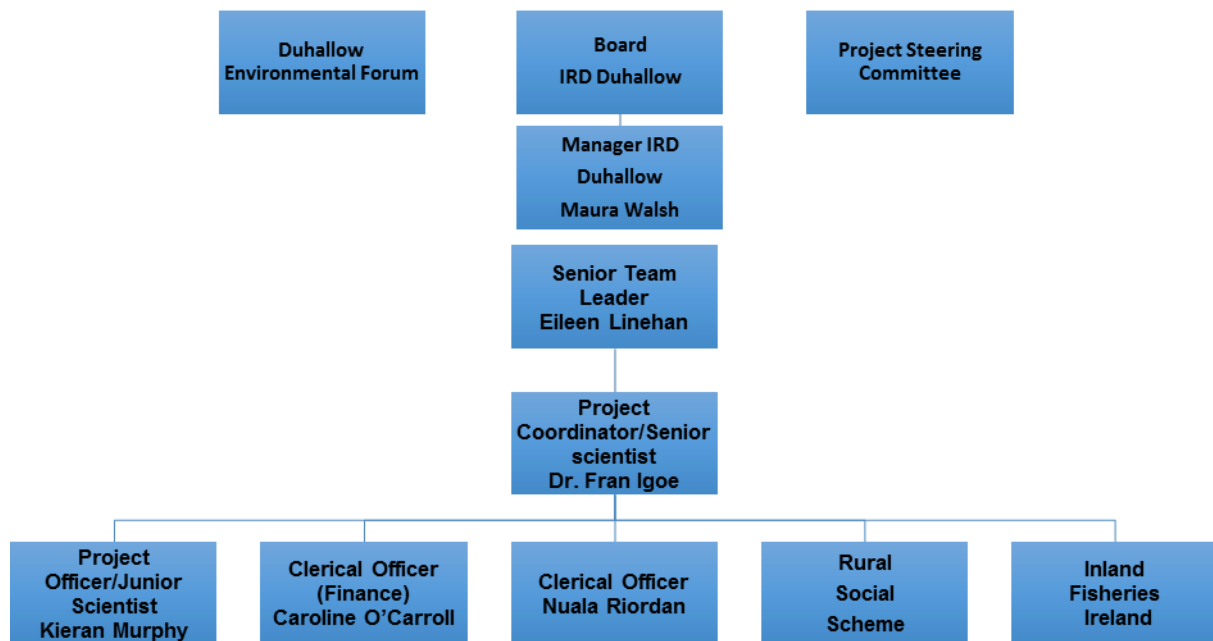 Duhallow
Environmental Forum
Board
IRD Duhallow
Project Steering
Committee
Manager IRD
Duhallow
Maura Walsh
Senior Team
Leader
Eileen Linehan
Project
Coordinator/Senior
scientist
Dr. Fran Igoe
Project
Officer/Junior
Scientist
Kieran Murphy
Clerical Officer
(Finance)
Caroline O’Carroll
Clerical Officer
Nuala Riordan
Rural
Social
Scheme
Inland
Fisheries
Ireland